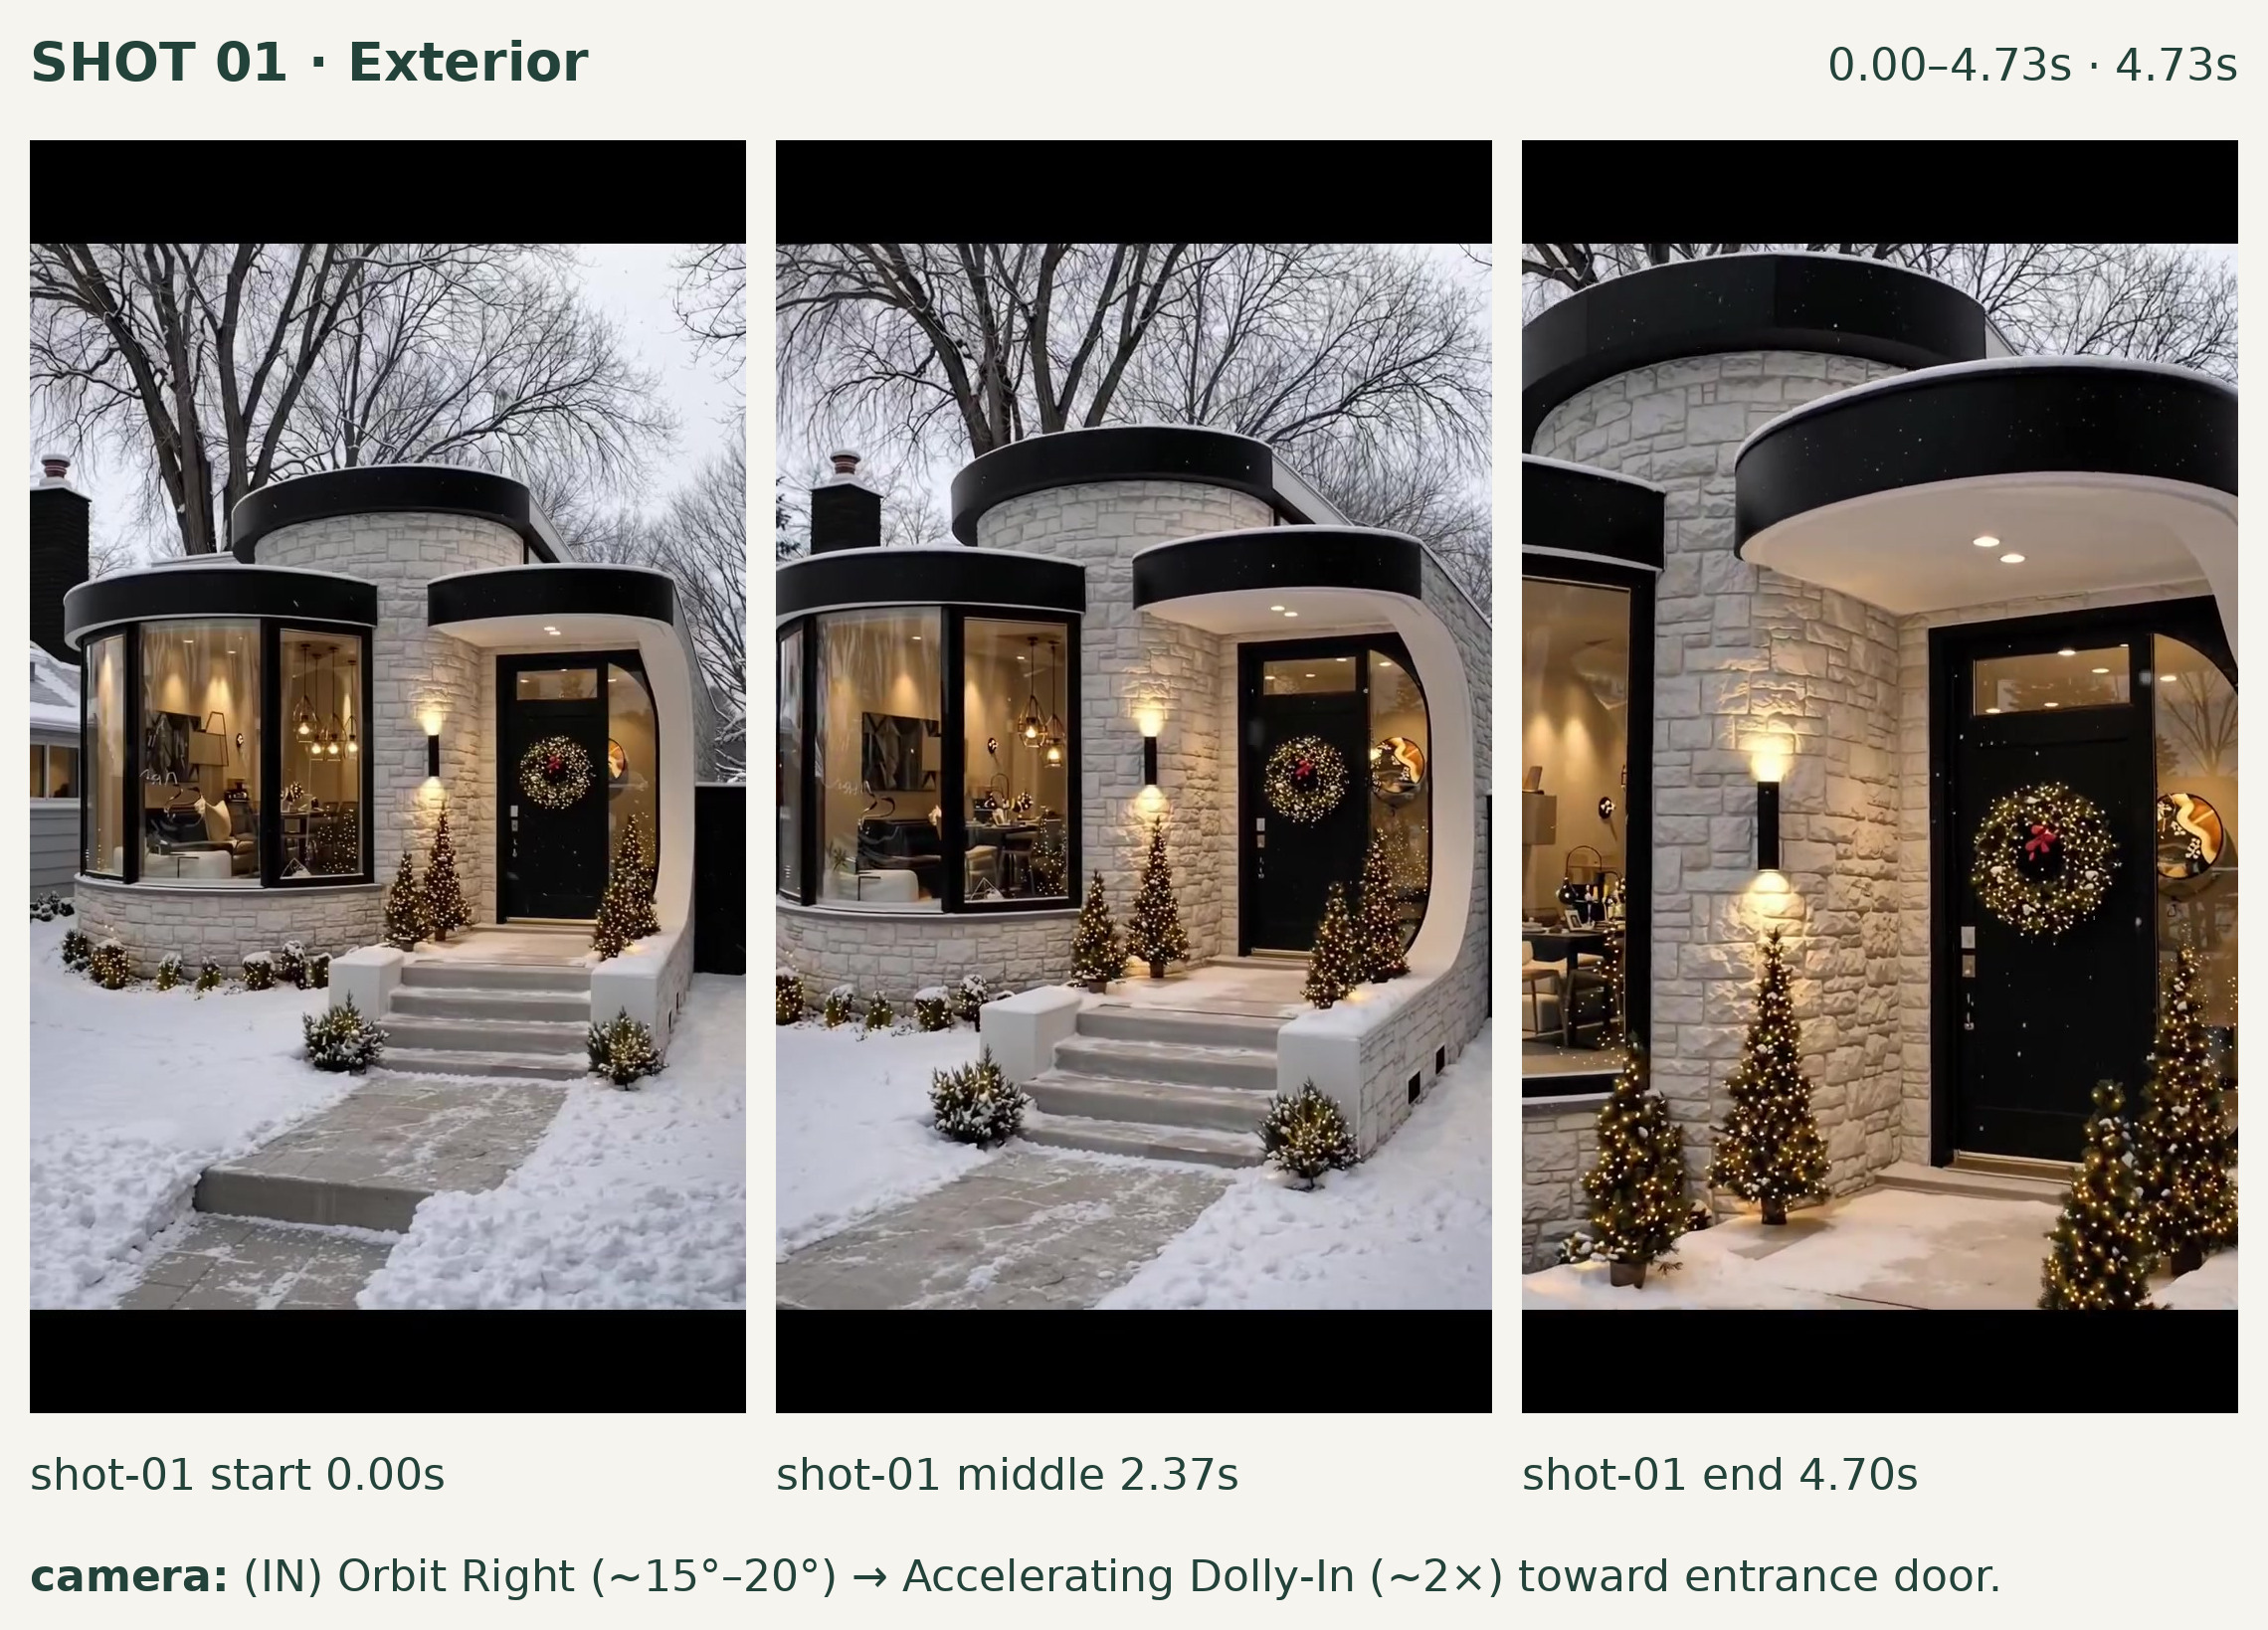 SHOT 01 · Exterior
0.00–4.73s · 4.73s
shot-01 start 0.00s
shot-01 middle 2.37s
shot-01 end 4.70s
camera: (IN) Orbit Right (~15°–20°) → Accelerating Dolly-In (~2×) toward entrance door.